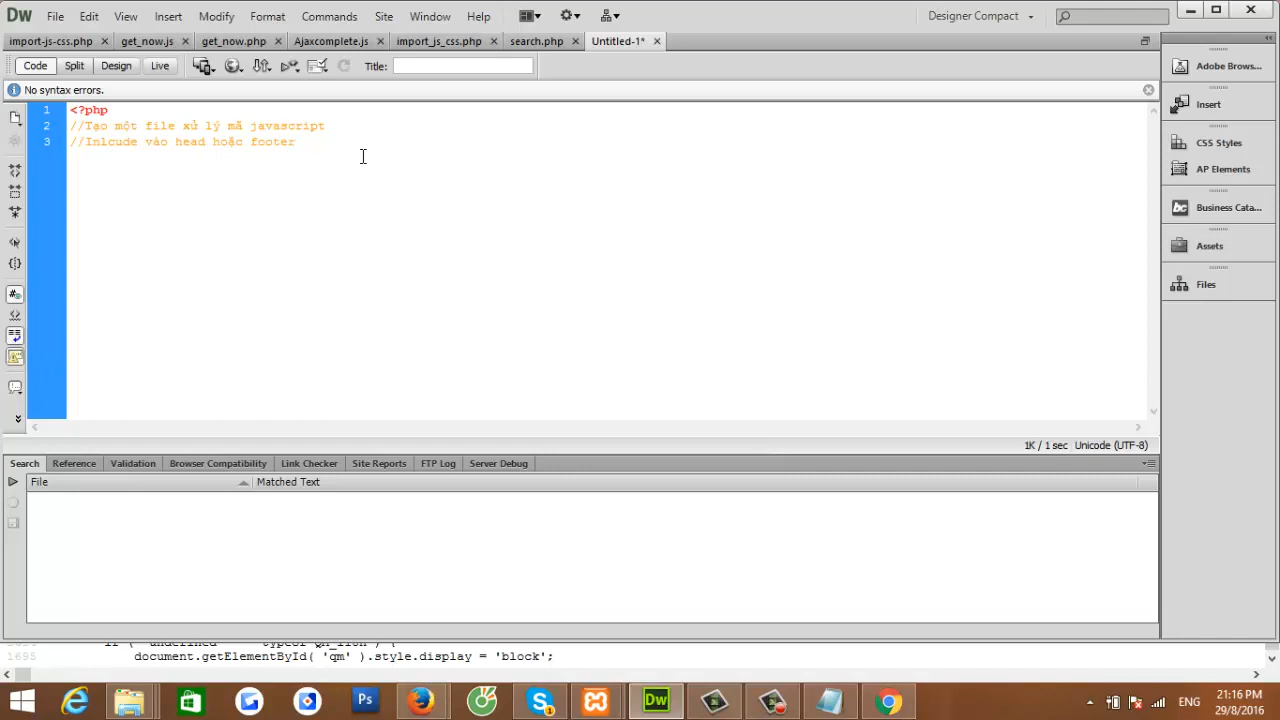 Dw File Edit View Insert Modify Format Commands Site Window Help Designer Compact
import-js-css.php get_now.js get_now.php Ajaxcomplete.js import_js_css.php search.php Untitled-1*
Code Split Design Live Title:
No syntax errors.
1 <?php
2 //Tạo một file xử lý mã javascript
3 //Inlcude vào head hoặc footer
Adobe Brows...
Insert
CSS Styles
AP Elements
Business Cata...
Assets
Files
1K / 1 sec Unicode (UTF-8)
Search Reference Validation Browser Compatibility Link Checker Site Reports FTP Log Server Debug
File Matched Text
1695 document.getElementById( 'qm' ).style.display = 'block';
Ps Dw ENG
21:16 PM
29/8/2016